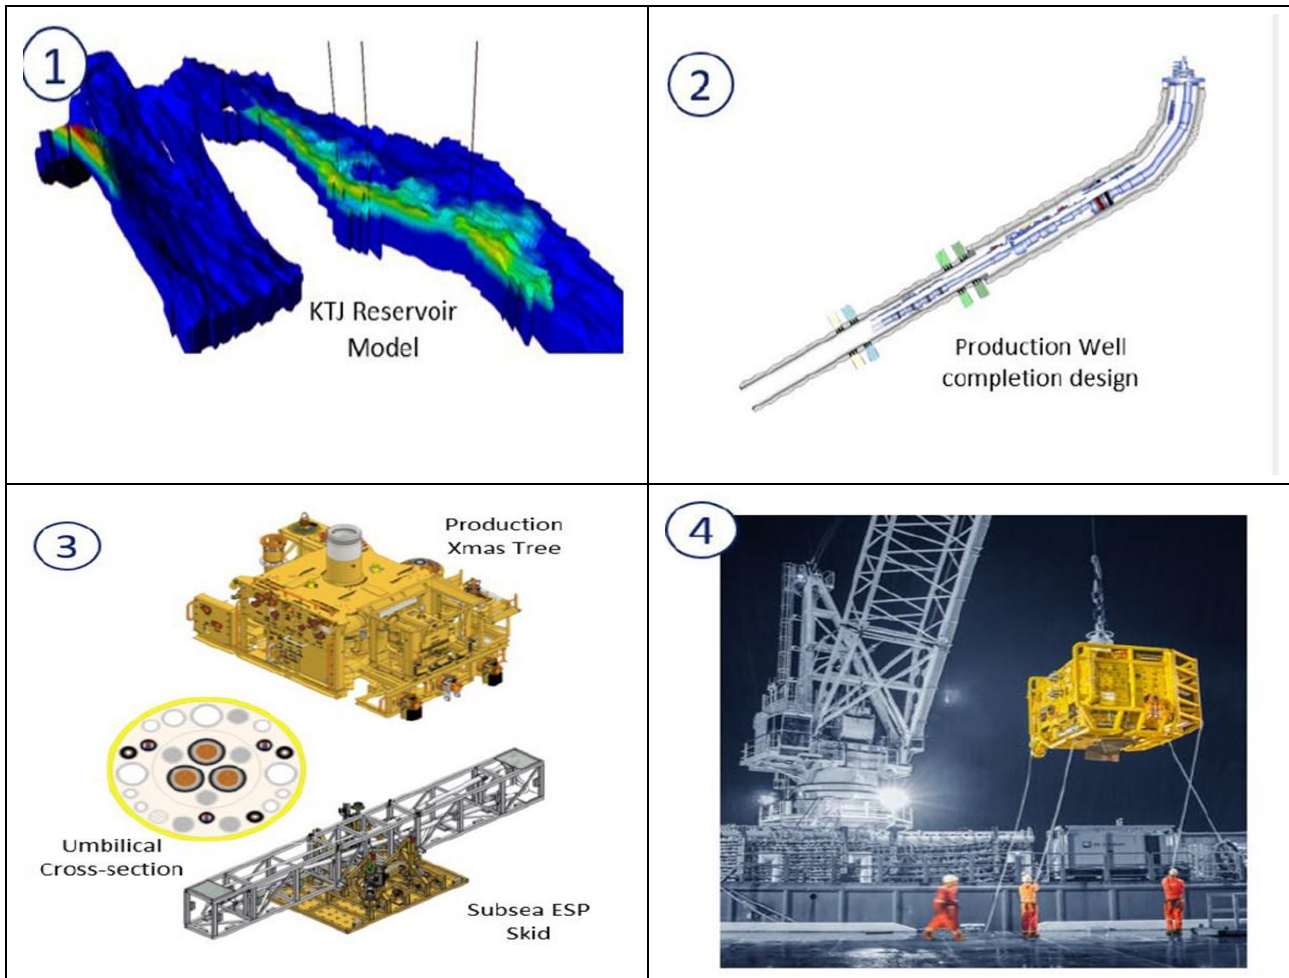 1
KTJ Reservoir
Model
2
Production Well
completion design
3
Production
Xmas Tree
Umbilical
Cross-section
Subsea ESP
Skid
4